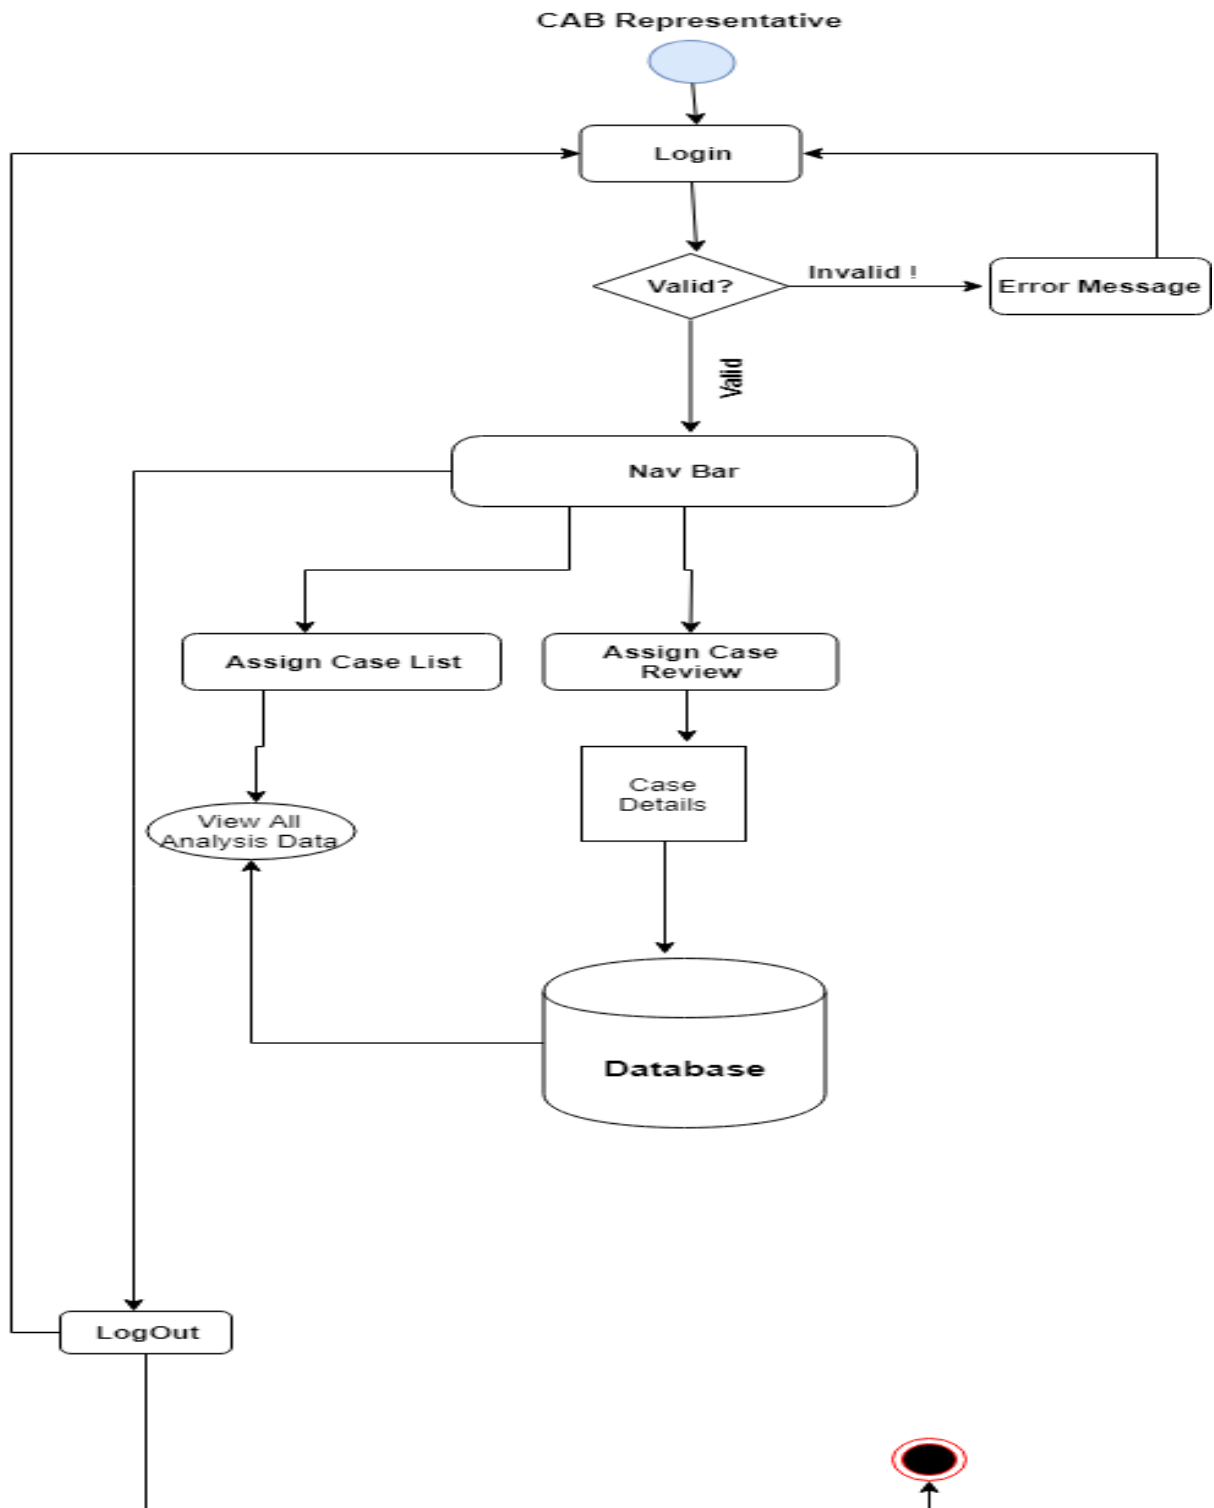 CAB Representative
Login
Valid?
Invalid !
Error Message
Valid
Nav Bar
Assign Case List
Assign Case
Review
Case
Details
View All
Analysis Data
Database
LogOut